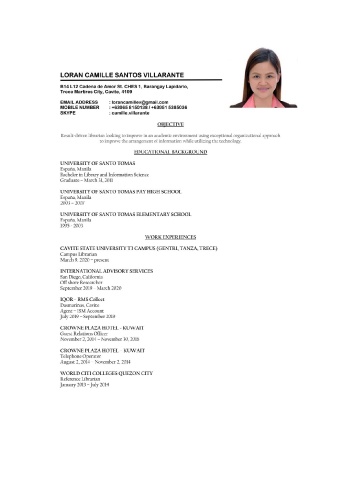 LORAN CAMILLE SANTOS VILLARANTE
B14 L12 Cadena de Amor St. CHES 1, Barangay Lapidario,
Trece Martires City, Cavite, 4109
EMAIL ADDRESS : lorancamillev@gmail.com
MOBILE NUMBER
SKYPE : camille.villarante
OBJECTIVE
Result-driven librarian looking to improve in an academic environment using exceptional organizational approach
to improve the arrangement of information while utilizing the technology.
EDUCATIONAL BACKGROUND
UNIVERSITY OF SANTO TOMAS
España, Manila
Bachelor in Library and Information Science
Graduate – March 31, 2011
UNIVERSITY OF SANTO TOMAS PAY HIGH SCHOOL
España, Manila
2003 – 2007
UNIVERSITY OF SANTO TOMAS ELEMENTARY SCHOOL
España, Manila
1995 - 2003
WORK EXPERIENCES
CAVITE STATE UNIVERSITY T3 CAMPUS (GENTRI, TANZA, TRECE)
Campus Librarian
March 9, 2020 – present
INTERNATIONAL ADVISORY SERVICES
San Diego, California
Off shore Researcher
September 2019 – March 2020
IQOR – RMS Collect
Dasmarinas, Cavite
Agent – ISM Account
July 2019 – September 2019
CROWNE PLAZA HOTEL - KUWAIT
Guest Relations Officer
November 2, 2014 – November 30, 2018
CROWNE PLAZA HOTEL – KUWAIT
Telephone Operator
August 2, 2014 – November 2, 2014
WORLD CITI COLLEGES QUEZON CITY
Reference Librarian
January 2013 – July 2014